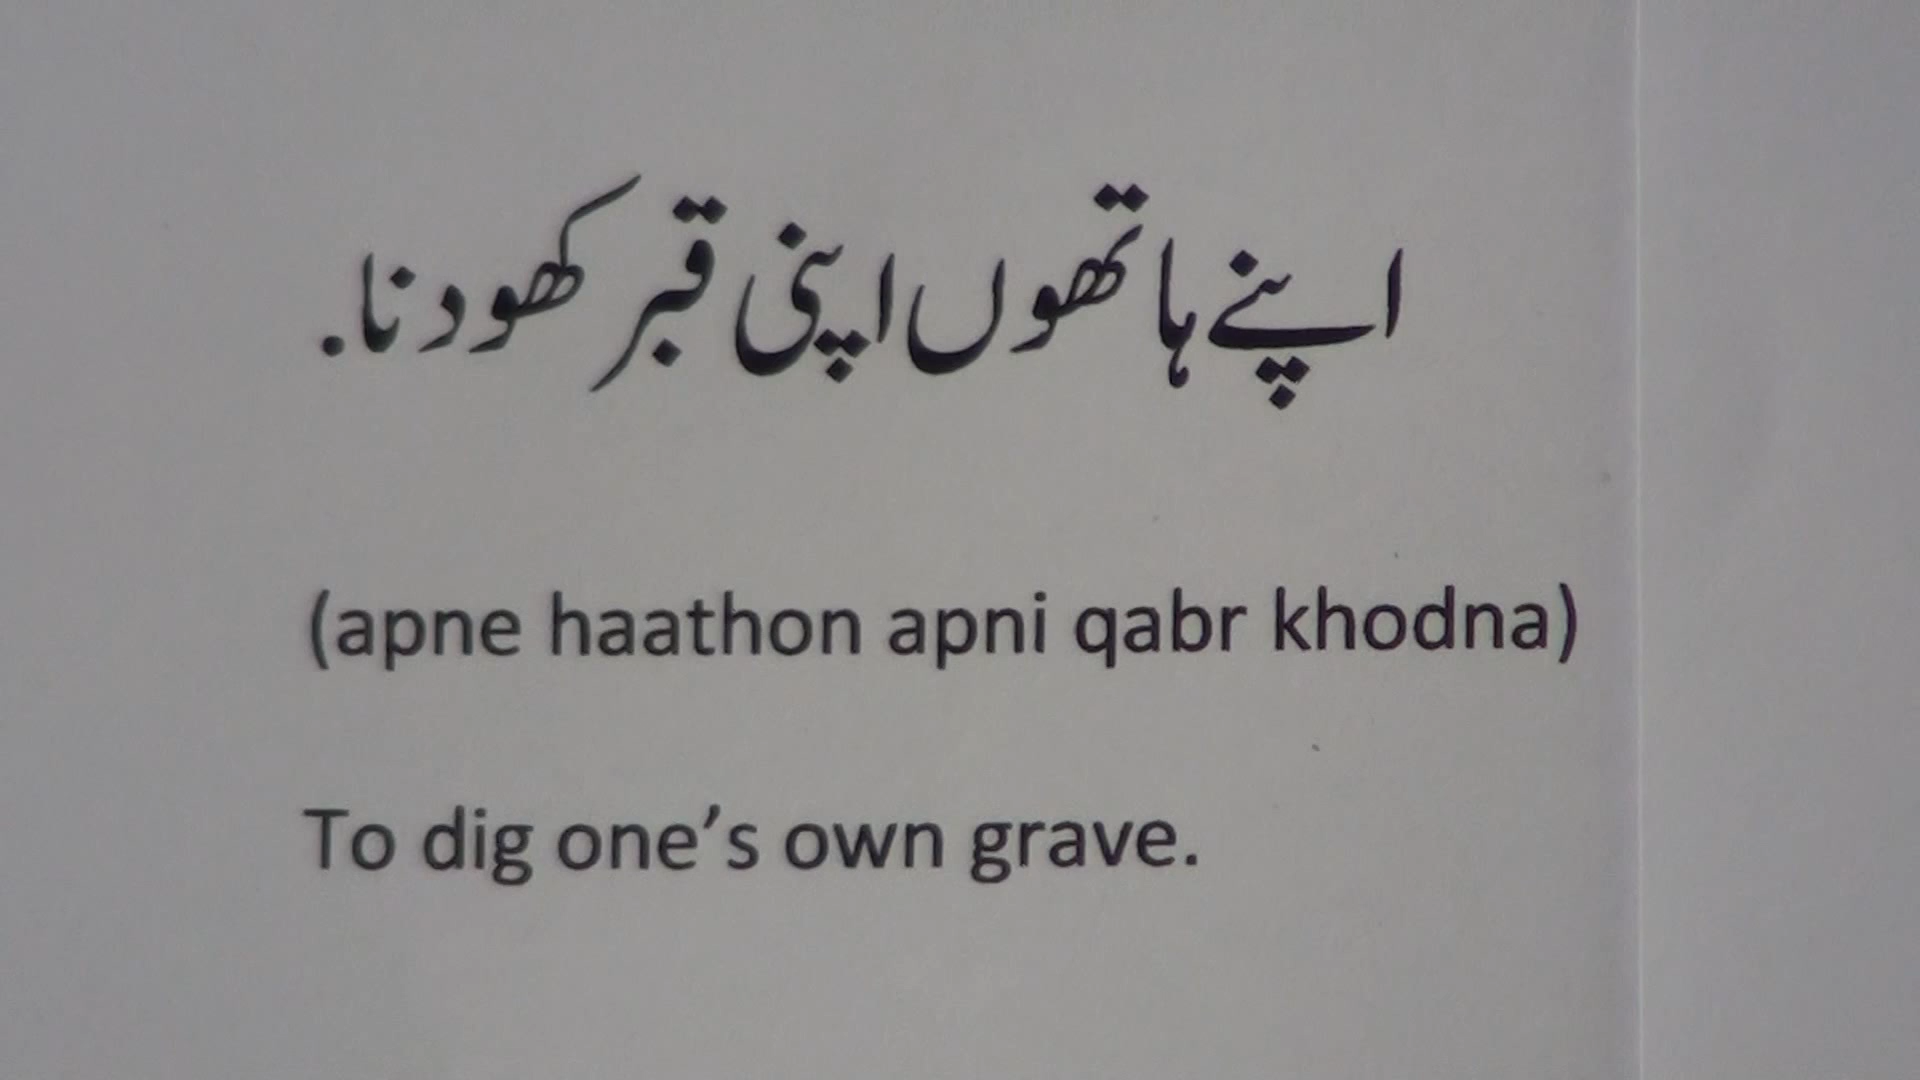 اپنے ہاتھوں اپنی قبر کھودنا.
(apne haathon apni qabr khodna)
To dig one’s own grave.